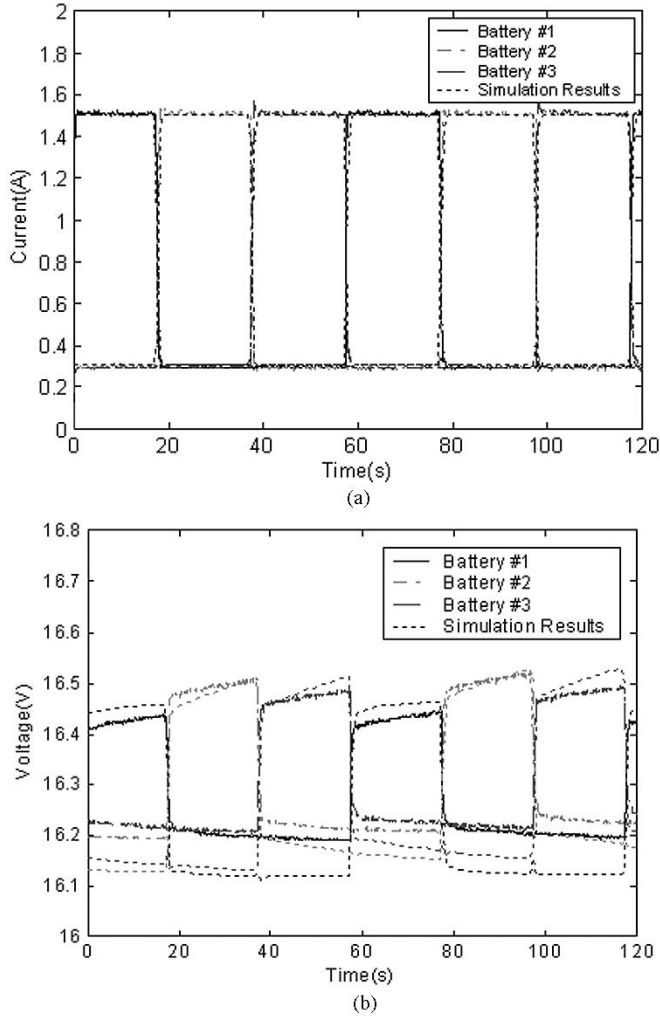 2
1.8
1.6
1.4
1.2
1
0.8
0.6
0.4
0.2
0
Current(A)
Battery #1
Battery #2
Battery #3
Simulation Results
0 20 40 60 80 100 120
Time(s)
(a)
16.8
16.7
16.6
16.5
16.4
16.3
16.2
16.1
16
Voltage(V)
Battery #1
Battery #2
Battery #3
Simulation Results
0 20 40 60 80 100 120
Time(s)
(b)